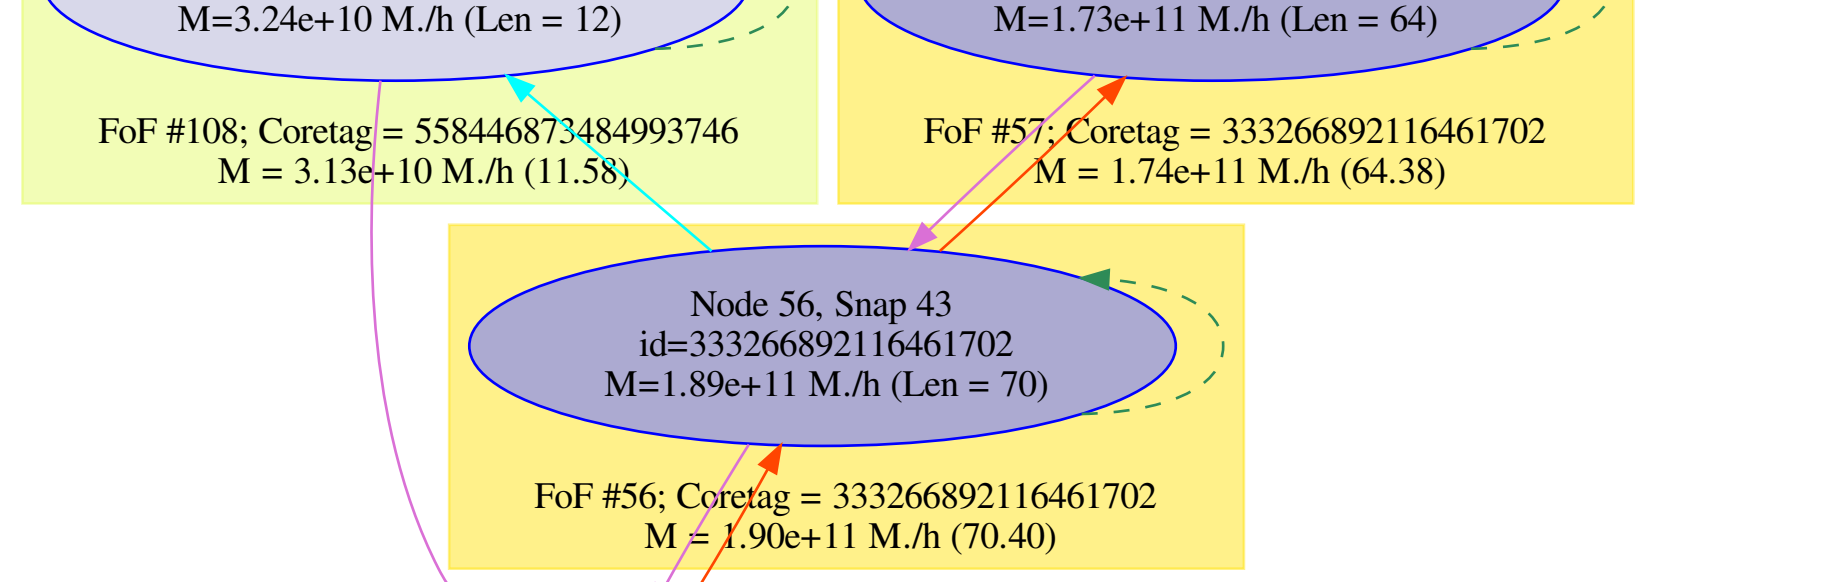 M=3.24e+10 M./h (Len = 12)
M=1.73e+11 M./h (Len = 64)
FoF #108; Coretag = 558446873484993746
M = 3.13e+10 M./h (11.58)
FoF #57; Coretag = 333266892116461702
M = 1.74e+11 M./h (64.38)
Node 56, Snap 43
id=333266892116461702
M=1.89e+11 M./h (Len = 70)
FoF #56; Coretag = 333266892116461702
M = 1.90e+11 M./h (70.40)